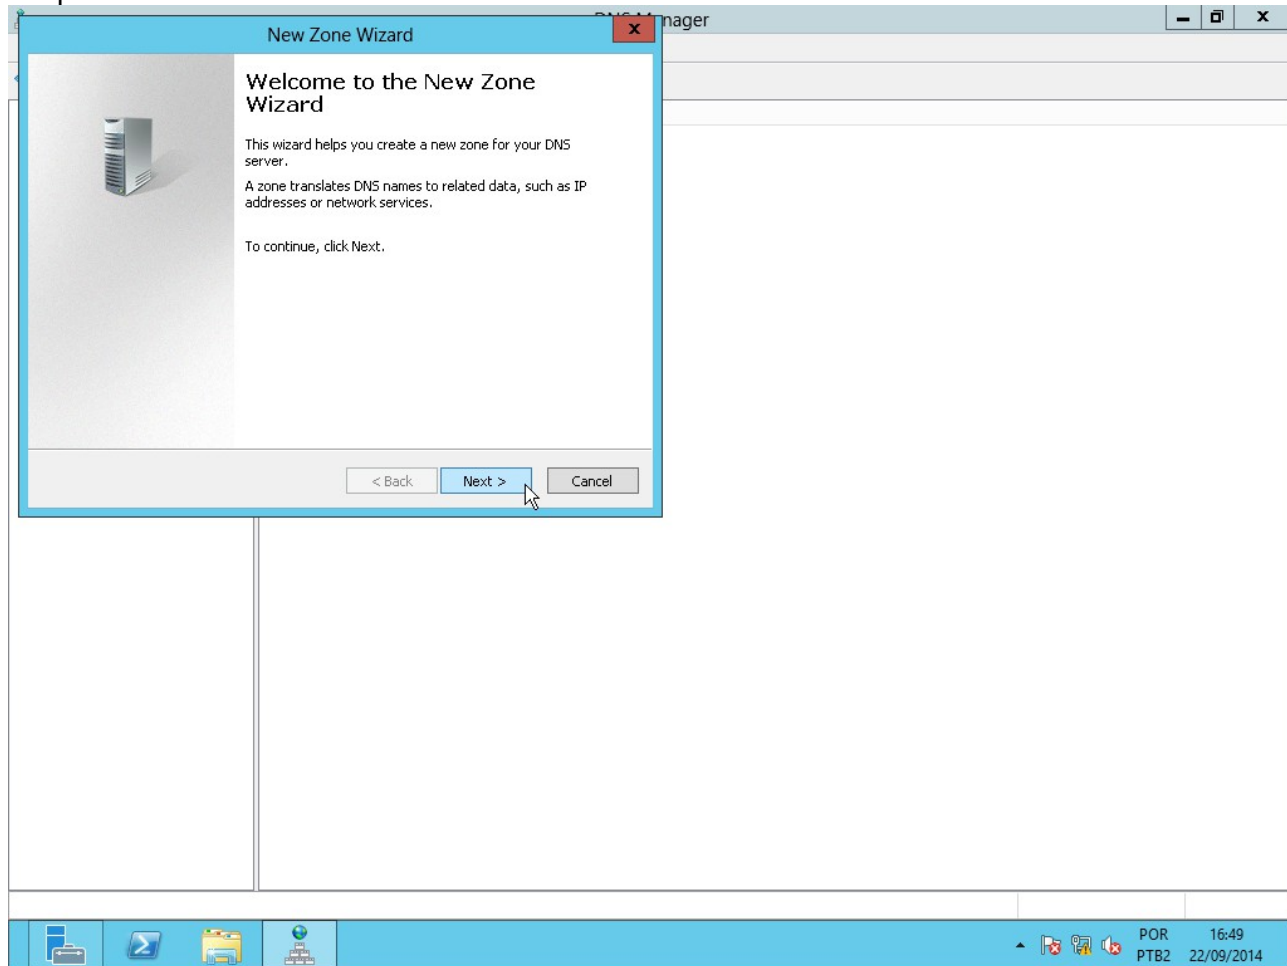 New Zone Wizard
x
nager
x
Welcome to the New Zone
Wizard
This wizard helps you create a new zone for your DNS
server.
A zone translates DNS names to related data, such as IP
addresses or network services.
To continue, click Next.
< Back
Next >
Cancel
POR
16:49
PTB2
22/09/2014